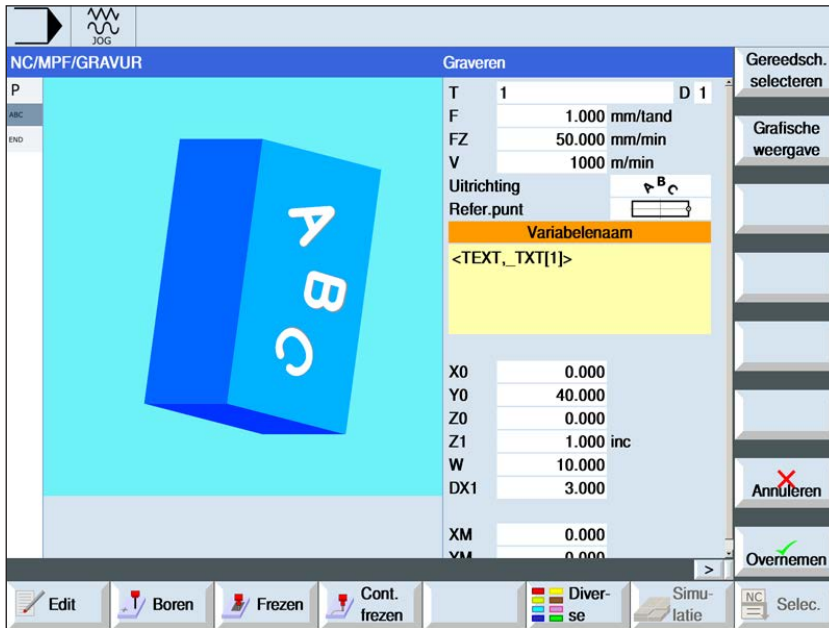 JOG
NC/MPF/GRAVUR
P
ABC
END
A
B
C
Graveren
T 1 D 1
F 1.000 mm/tand
FZ 50.000 mm/min
V 1000 m/min
Uitrichting A B C
Refer.punt
Variabelenaam
<TEXT,_TXT[1]>
X0 0.000
Y0 40.000
Z0 0.000
Z1 1.000 inc
W 10.000
DX1 3.000
XM 0.000
YM 0.000
>
Gereedsch.
selecteren
Grafische
weergave
Annuleren
Overnemen
Edit
Boren
Frezen
Cont.
frezen
Diver-
se
Simu-
latie
NC
Selec.